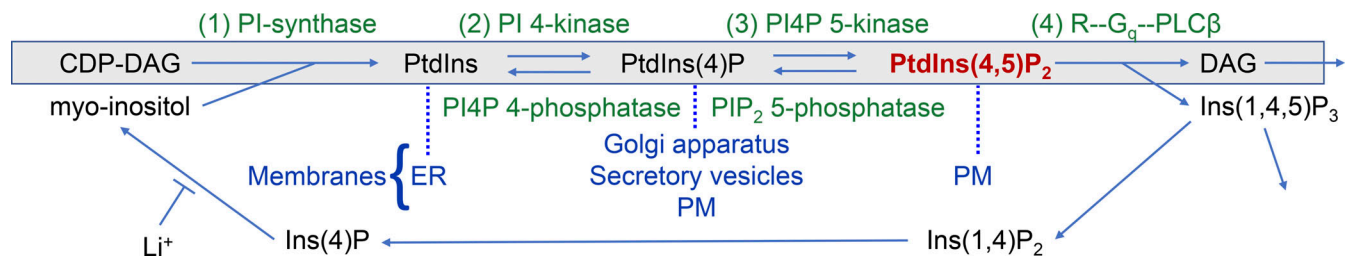 (1) PI-synthase (2) PI 4-kinase (3) PI4P 5-kinase (4) R--Gq--PLCβ
CDP-DAG PtdIns PtdIns(4)P PtdIns(4,5)P₂ DAG
myo-inositol PI4P 4-phosphatase PIP₂ 5-phosphatase Ins(1,4,5)P₃
Golgi apparatus
Membranes { ER Secretory vesicles PM
PM
Li⁺ Ins(4)P Ins(1,4)P₂